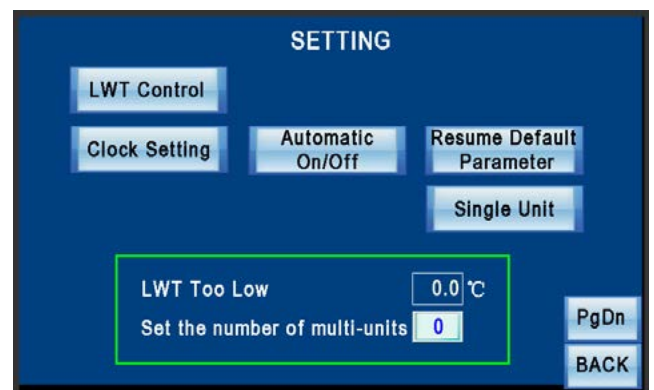 SETTING
LWT Control
Clock Setting
Automatic
On/Off
Resume Default
Parameter
Single Unit
LWT Too Low 0.0 ℃
Set the number of multi-units 0
PgDn
BACK